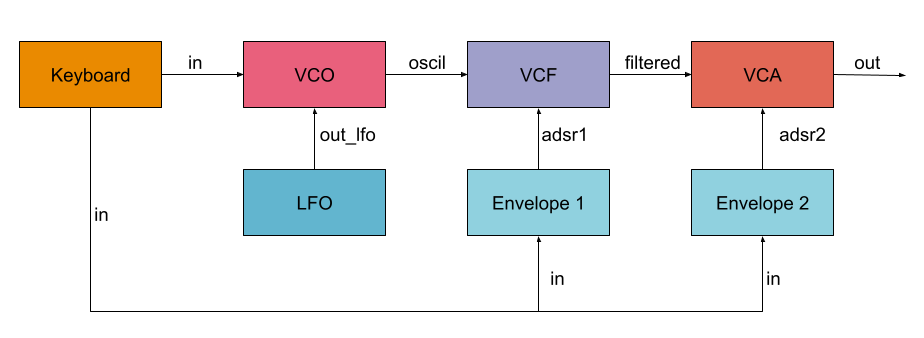 Keyboard
in
VCO
oscil
VCF
filtered
VCA
out
out_lfo
adsr1
adsr2
LFO
Envelope 1
Envelope 2
in
in
in